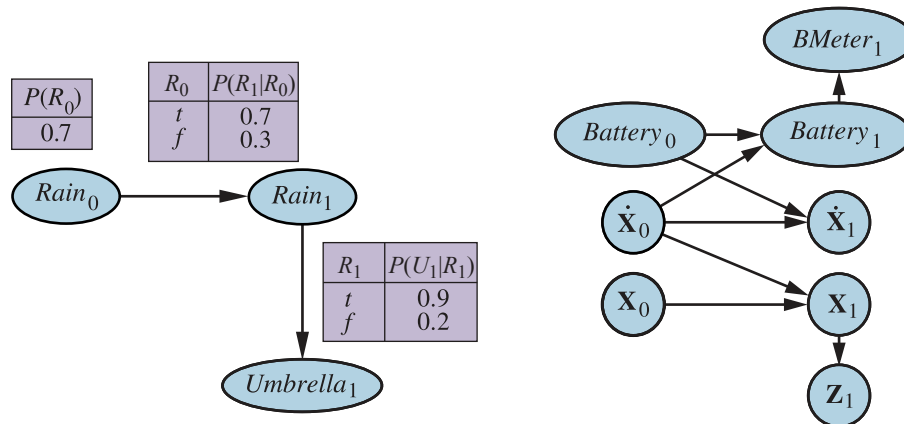 P(R₀)
0.7
R₀ P(R₁|R₀)
t 0.7
f 0.3
Rain₀
Rain₁
R₁ P(U₁|R₁)
t 0.9
f 0.2
Umbrella₁
BMeter₁
Battery₀
Battery₁
Ẋ₀
Ẋ₁
X₀
X₁
Z₁